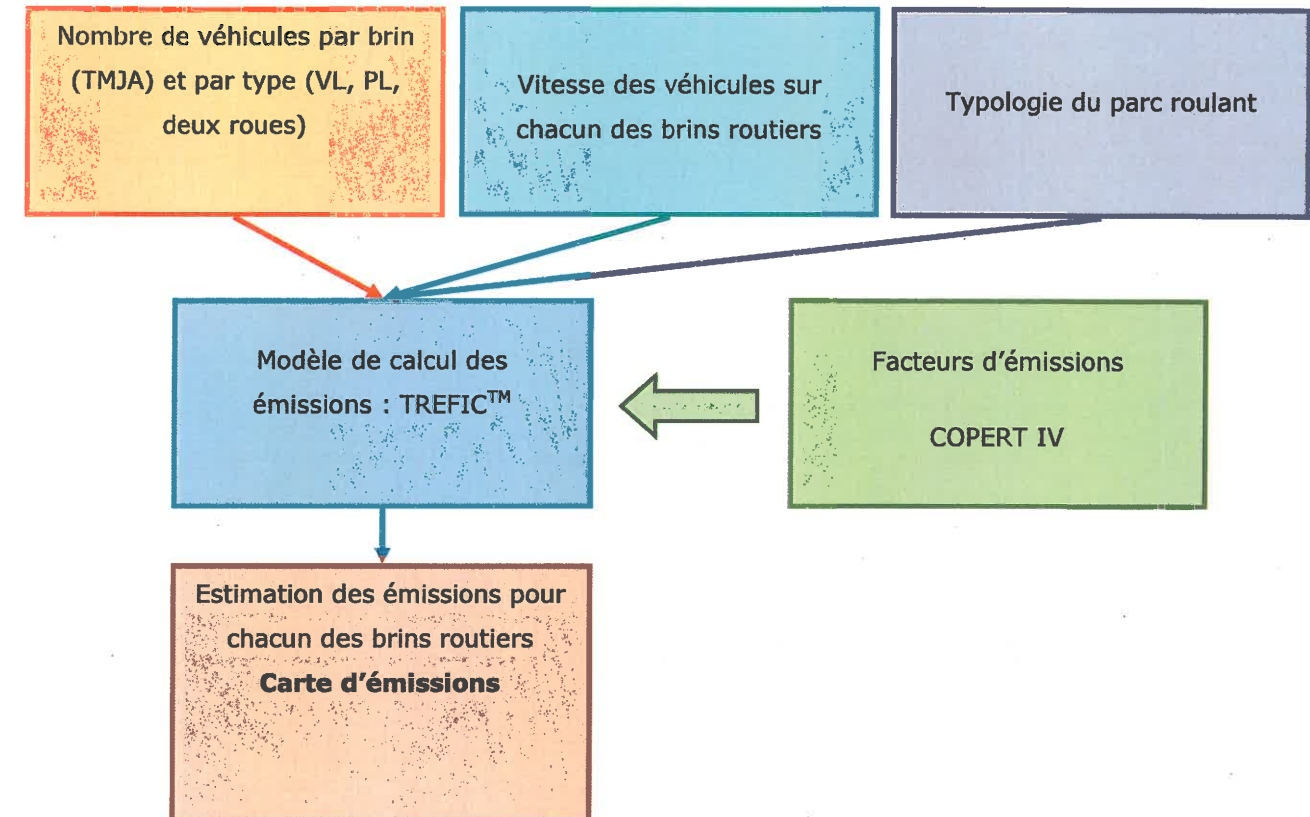 Nombre de véhicules par brin
(TMJA) et par type (VL, PL,
deux roues)
Vitesse des véhicules sur
chacun des brins routiers
Typologie du parc roulant
Modèle de calcul des
émissions : TREFIC™
Facteurs d'émissions
COPERT IV
Estimation des émissions pour
chacun des brins routiers
Carte d'émissions